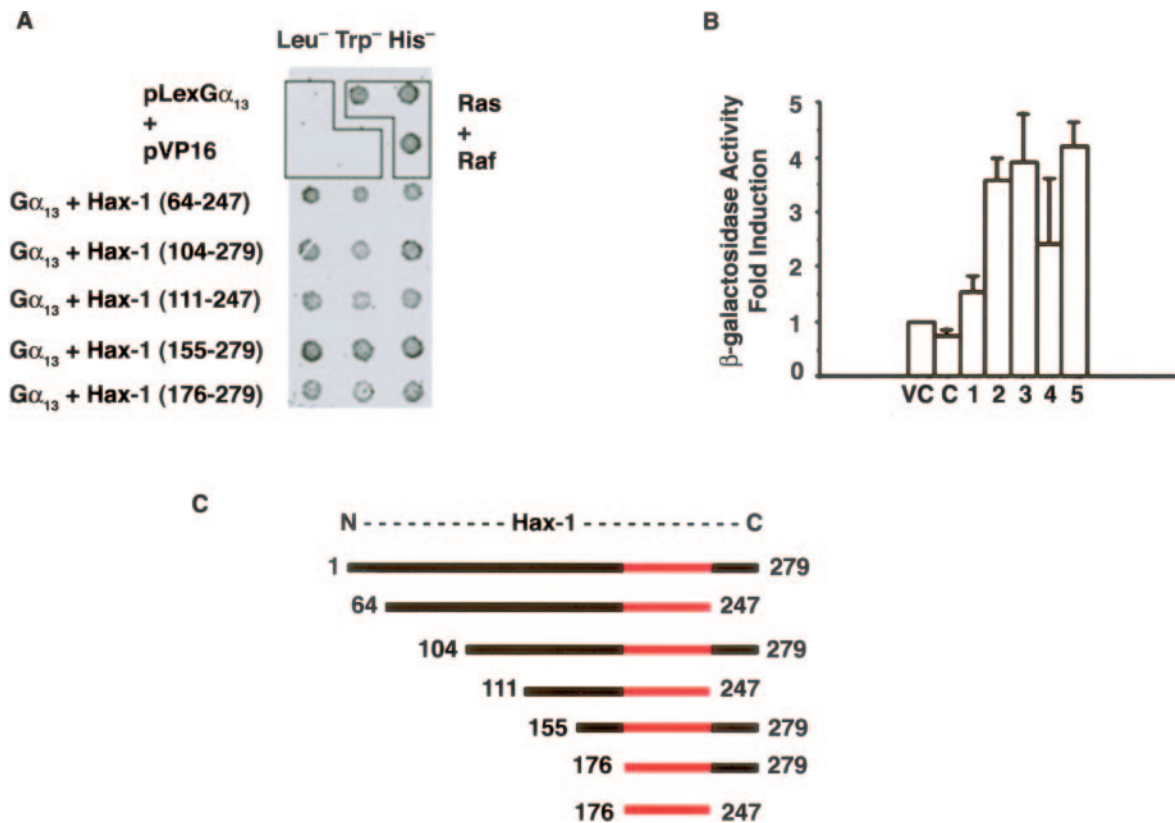 A
Leu⁻ Trp⁻ His⁻
pLexGα₁₃
+
pVP16
Ras
+
Raf
Gα₁₃ + Hax-1 (64-247)
Gα₁₃ + Hax-1 (104-279)
Gα₁₃ + Hax-1 (111-247)
Gα₁₃ + Hax-1 (155-279)
Gα₁₃ + Hax-1 (176-279)
B
β-galactosidase Activity
Fold Induction
5
4
3
2
1
0
VC C 1 2 3 4 5
C
N - - - - - - - - - - Hax-1 - - - - - - - - - - - C
1 279
64 247
104 279
111 247
155 279
176 279
176 247